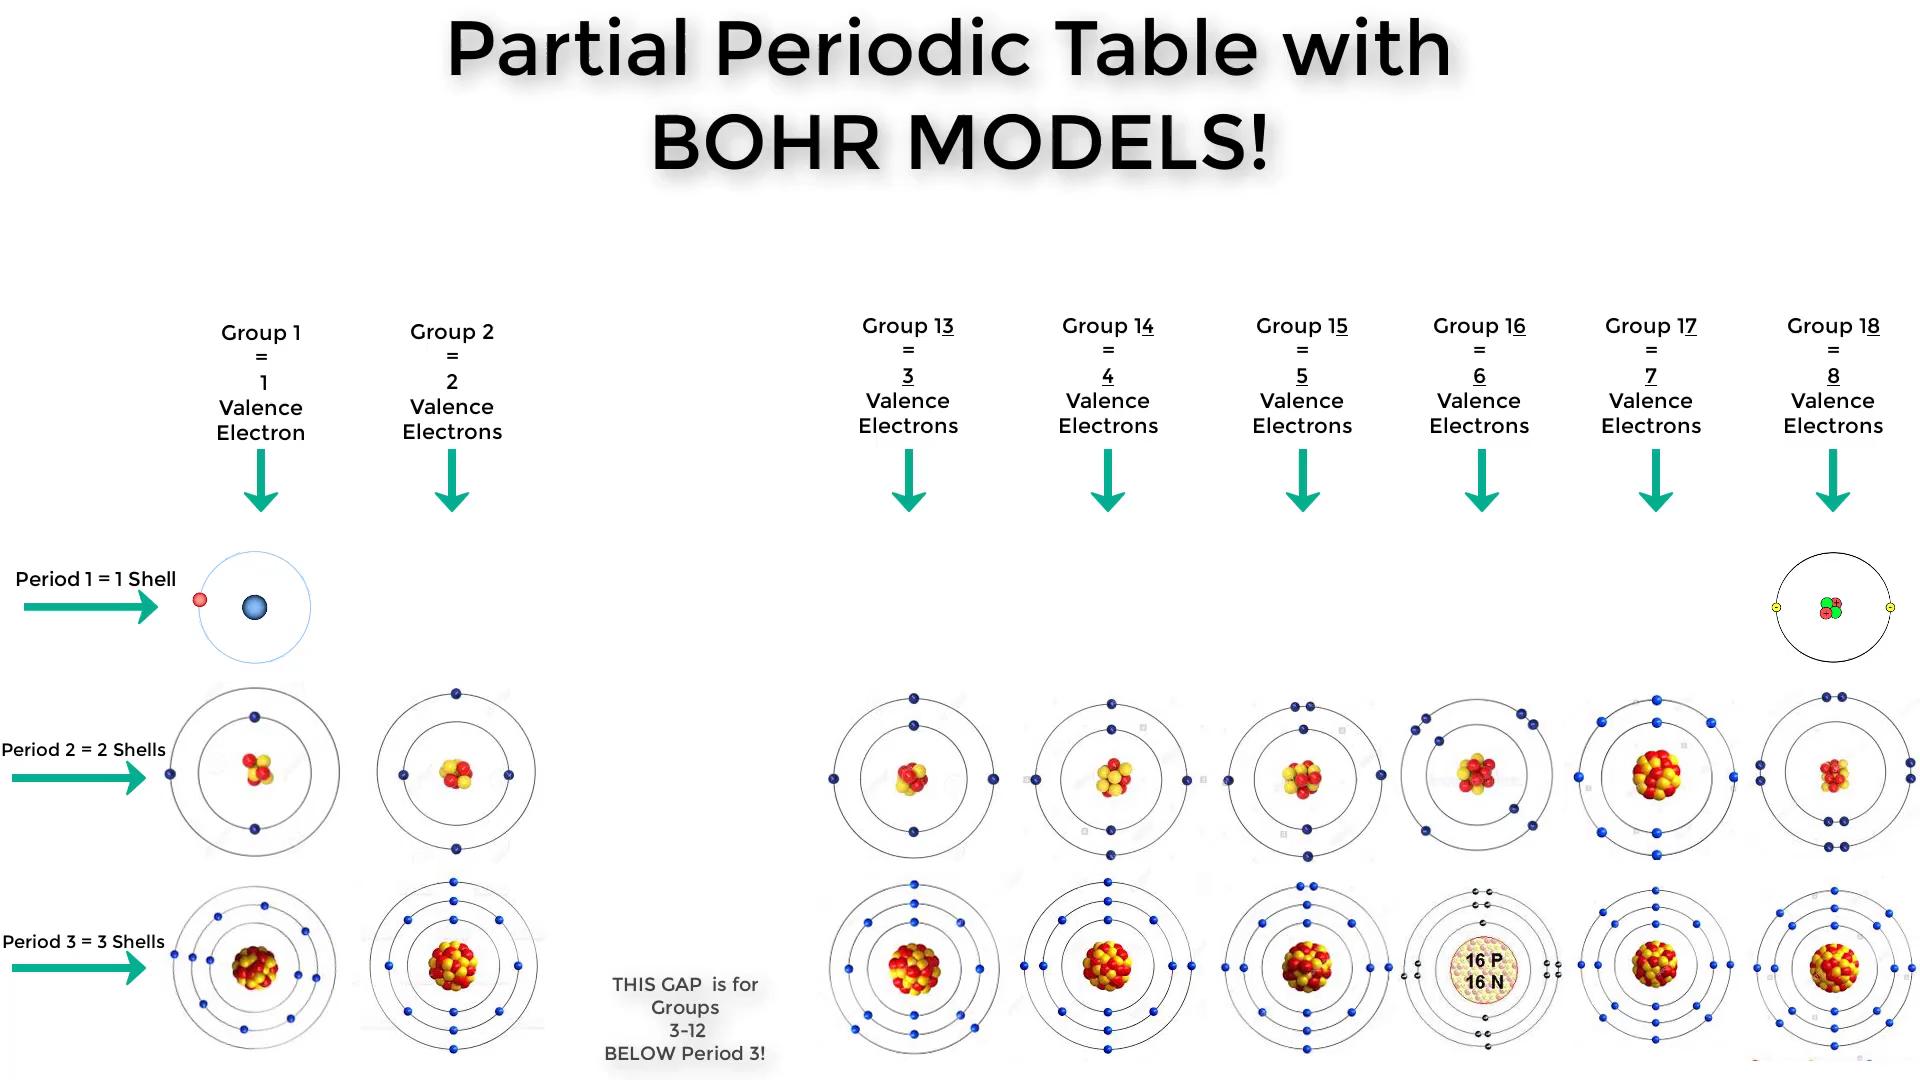 Partial Periodic Table with
BOHR MODELS!
Group 1
=
1
Valence
Electron
Group 2
=
2
Valence
Electrons
Group 13
=
3
Valence
Electrons
Group 14
=
4
Valence
Electrons
Group 15
=
5
Valence
Electrons
Group 16
=
6
Valence
Electrons
Group 17
=
7
Valence
Electrons
Group 18
=
8
Valence
Electrons
Period 1 = 1 Shell
Period 2 = 2 Shells
Period 3 = 3 Shells
THIS GAP is for
Groups
3-12
BELOW Period 3!
16 P
16 N